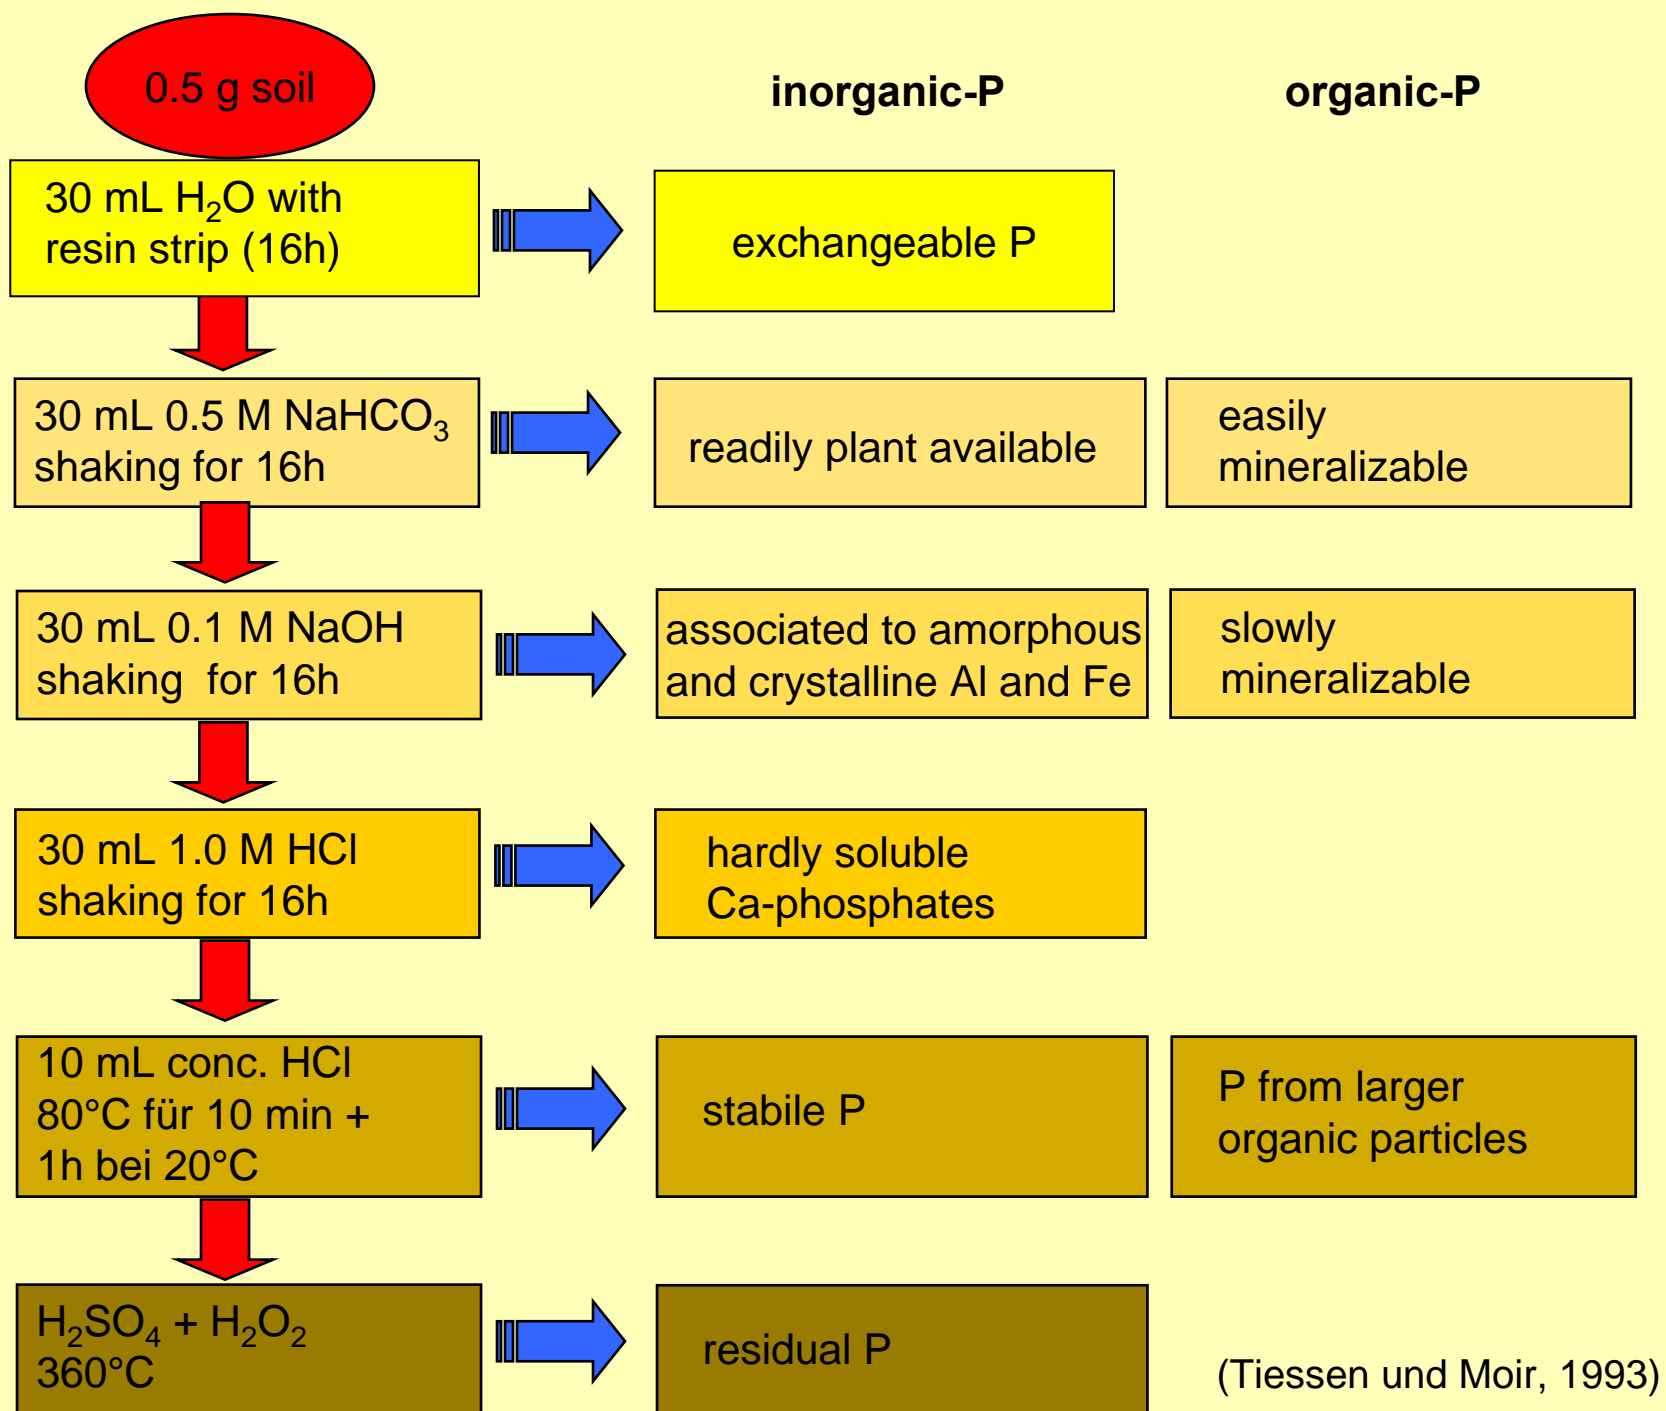 0.5 g soil
inorganic-P
organic-P
30 mL H₂O with
resin strip (16h)
exchangeable P
30 mL 0.5 M NaHCO₃
shaking for 16h
readily plant available
easily
mineralizable
30 mL 0.1 M NaOH
shaking  for 16h
associated to amorphous
and crystalline Al and Fe
slowly
mineralizable
30 mL 1.0 M HCl
shaking for 16h
hardly soluble
Ca-phosphates
10 mL conc. HCl
80°C für 10 min +
1h bei 20°C
stabile P
P from larger
organic particles
H₂SO₄ + H₂O₂
360°C
residual P
(Tiessen und Moir, 1993)